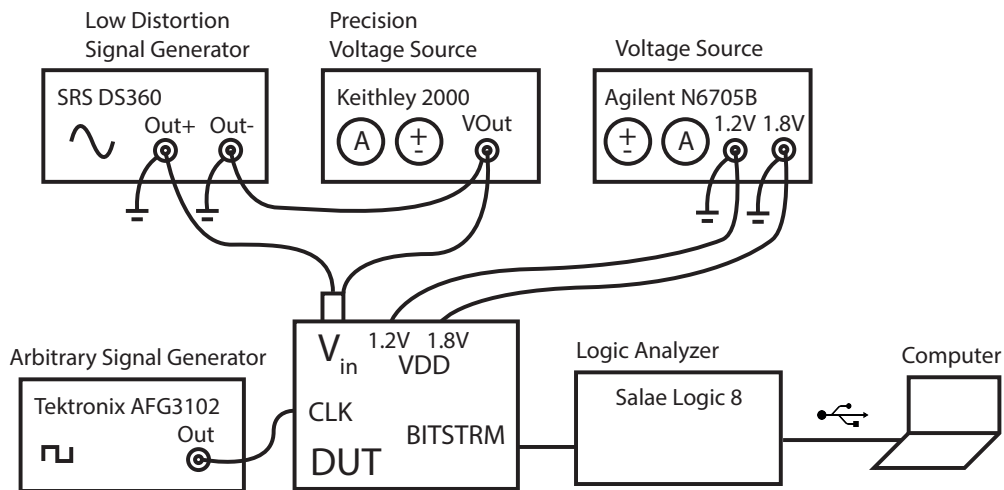 Low Distortion
Signal Generator
Precision
Voltage Source
Voltage Source
SRS DS360
Out+ Out-
Keithley 2000
A
+
-
VOut
Agilent N6705B
+
-
A
1.2V 1.8V
Arbitrary Signal Generator
Tektronix AFG3102
Out
Vin
1.2V 1.8V
VDD
CLK
BITSTRM
DUT
Logic Analyzer
Salae Logic 8
Computer